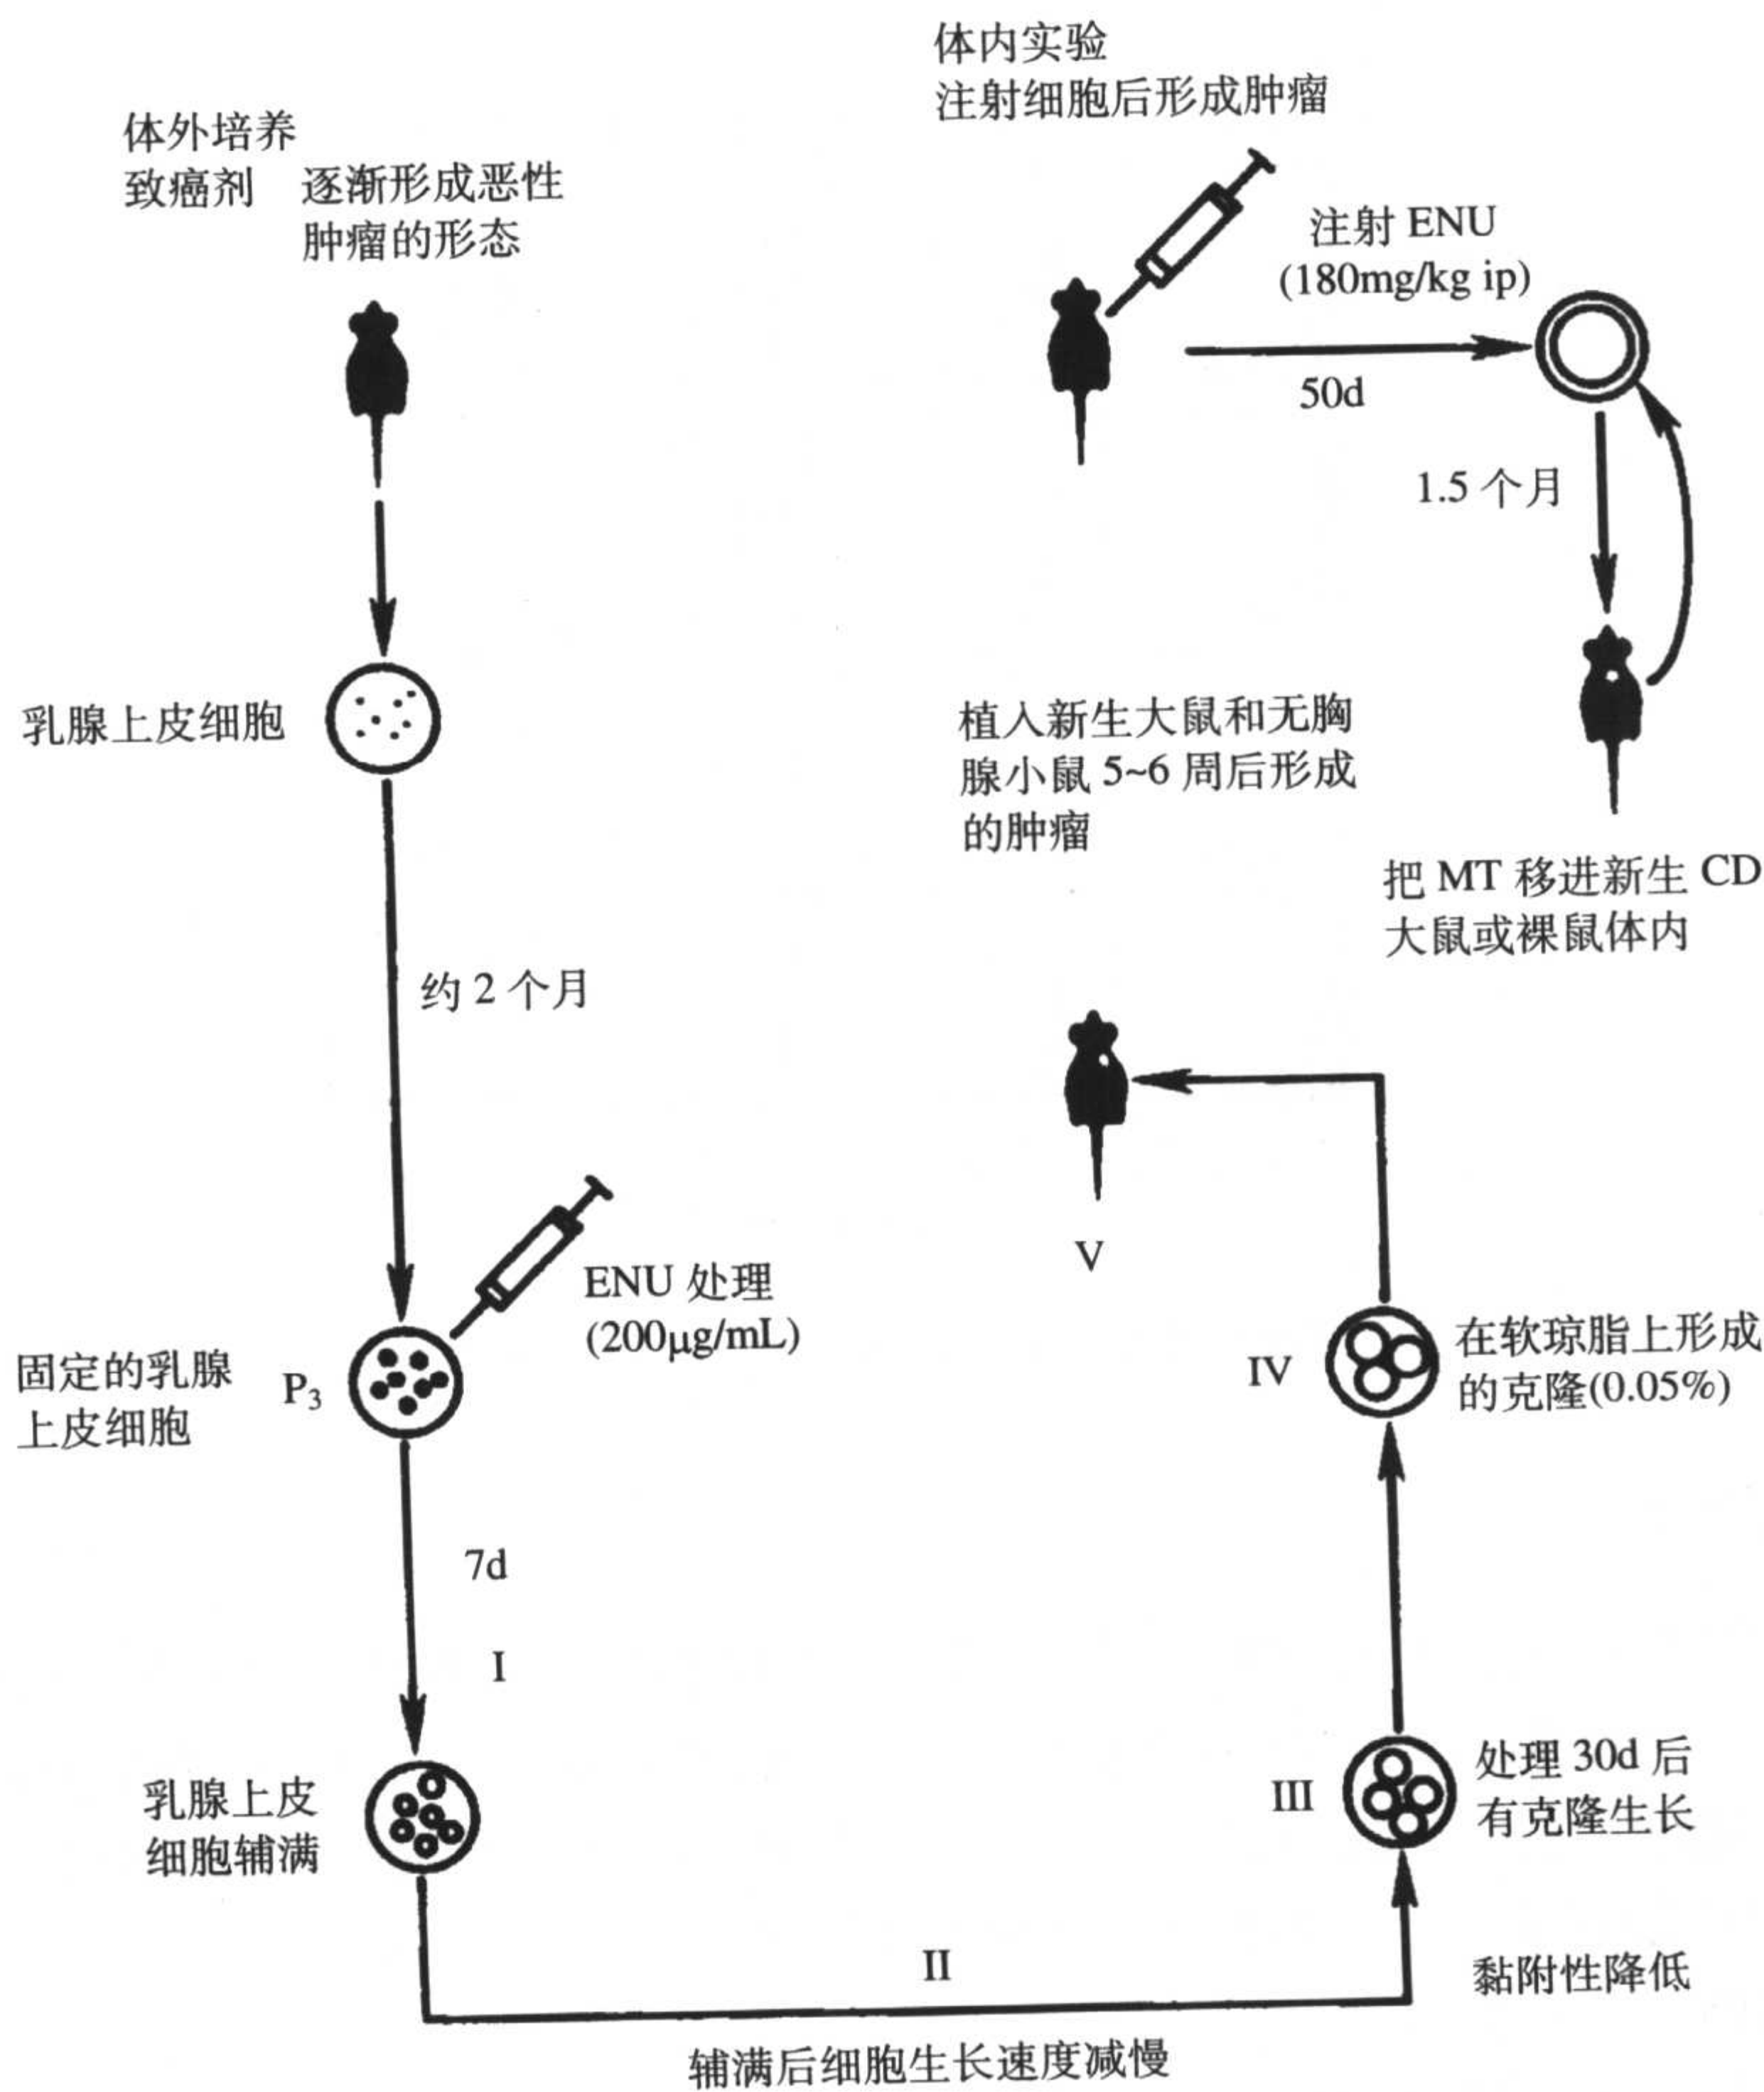 体外培养
致癌剂 逐渐形成恶性
肿瘤的形态
乳腺上皮细胞
约 2 个月
ENU 处理
(200μg/mL)
固定的乳腺
上皮细胞
P3
7d
I
乳腺上皮
细胞辅满
II
辅满后细胞生长速度减慢
黏附性降低
III
处理 30d 后
有克隆生长
IV
在软琼脂上形成
的克隆(0.05%)
V
植入新生大鼠和无胸
腺小鼠 5~6 周后形成
的肿瘤
体内实验
注射细胞后形成肿瘤
注射 ENU
(180mg/kg ip)
50d
1.5 个月
把 MT 移进新生 CD
大鼠或裸鼠体内